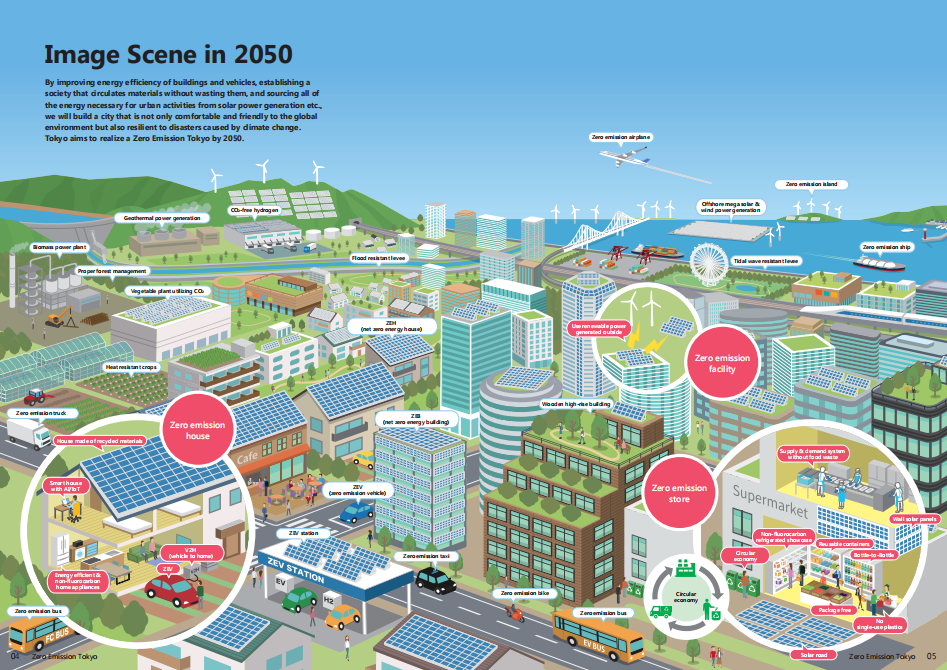 Image Scene in 2050
By improving energy efficiency of buildings and vehicles, establishing a
society that circulates materials without wasting them, and sourcing all of
the energy necessary for urban activities from solar power generation etc.,
we will build a city that is not only comfortable and friendly to the global
environment but also resilient to disasters caused by climate change.
Tokyo aims to realize a Zero Emission Tokyo by 2050.
Zero emission airplane
Zero emission island
Offshore mega solar &
wind power generation
CO₂-free hydrogen
Geothermal power generation
Biomass power plant
Zero emission ship
Flood resistant levee
Tidal wave resistant levee
Proper forest management
Vegetable plant utilizing CO₂
ZEH
(net zero energy house)
Use renewable power
generated outside
Zero emission
facility
Heat resistant crops
Wooden high-rise building
Zero emission truck
Zero emission
house
ZEB
(net zero energy building)
House made of recycled materials
Cafe
Supply & demand system
without food waste
Smart house
with AI/IoT
ZEV
(zero emission vehicle)
Zero emission
store
Supermarket
Wall solar panels
ZEV station
Non-fluorocarbon
refrigerated showcase
Reusable containers
V2H
(vehicle to home)
Circular
economy
Bottle-to-Bottle
ZEV
Zero emission taxi
ZEV STATION
Energy efficient &
non-fluorocarbon
home appliances
EV
H2
Zero emission bike
Circular
economy
Package free
Zero emission bus
Zero emission bus
No
single-use plastics
FC BUS
EV BUS
Solar road
04 Zero Emission Tokyo
Zero Emission Tokyo 05